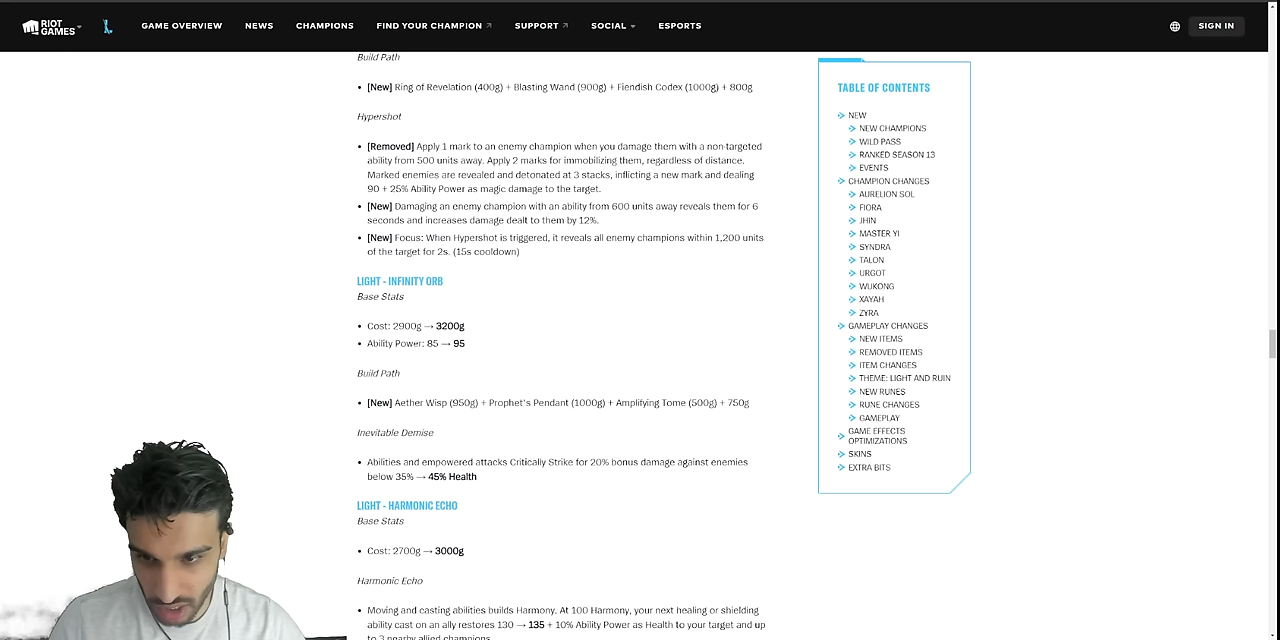 RIOT GAMES
GAME OVERVIEW
NEWS
CHAMPIONS
FIND YOUR CHAMPION
SUPPORT
SOCIAL
ESPORTS
SIGN IN
Build Path
• [New] Ring of Revelation (400g) + Blasting Wand (900g) + Fiendish Codex (1000g) + 800g
Hypershot
• [Removed] Apply 1 mark to an enemy champion when you damage them with a non-targeted
ability from 500 units away. Apply 2 marks for immobilizing them, regardless of distance.
Marked enemies are revealed and detonated at 3 stacks, inflicting a new mark and dealing
90 + 25% Ability Power as magic damage to the target.
• [New] Damaging an enemy champion with an ability from 600 units away reveals them for 6
seconds and increases damage dealt to them by 12%.
• [New] Focus: When Hypershot is triggered, it reveals all enemy champions within 1,200 units
of the target for 2s. (15s cooldown)
LIGHT - INFINITY ORB
Base Stats
• Cost: 2900g → 3200g
• Ability Power: 85 → 95
Build Path
• [New] Aether Wisp (950g) + Prophet's Pendant (1000g) + Amplifying Tome (500g) + 750g
Inevitable Demise
• Abilities and empowered attacks Critically Strike for 20% bonus damage against enemies
below 35% → 45% Health
LIGHT - HARMONIC ECHO
Base Stats
• Cost: 2700g → 3000g
Harmonic Echo
• Moving and casting abilities builds Harmony. At 100 Harmony, your next healing or shielding
ability cast on an ally restores 130 → 135 + 10% Ability Power as Health to your target and up
to 3 nearby allied champions.
TABLE OF CONTENTS
NEW
NEW CHAMPIONS
WILD PASS
RANKED SEASON 13
EVENTS
CHAMPION CHANGES
AURELION SOL
FIORA
JHIN
MASTER YI
SYNDRA
TALON
URGOT
WUKONG
XAYAH
ZYRA
GAMEPLAY CHANGES
NEW ITEMS
REMOVED ITEMS
ITEM CHANGES
THEME: LIGHT AND RUIN
NEW RUNES
RUNE CHANGES
GAMEPLAY
GAME EFFECTS
OPTIMIZATIONS
SKINS
EXTRA BITS